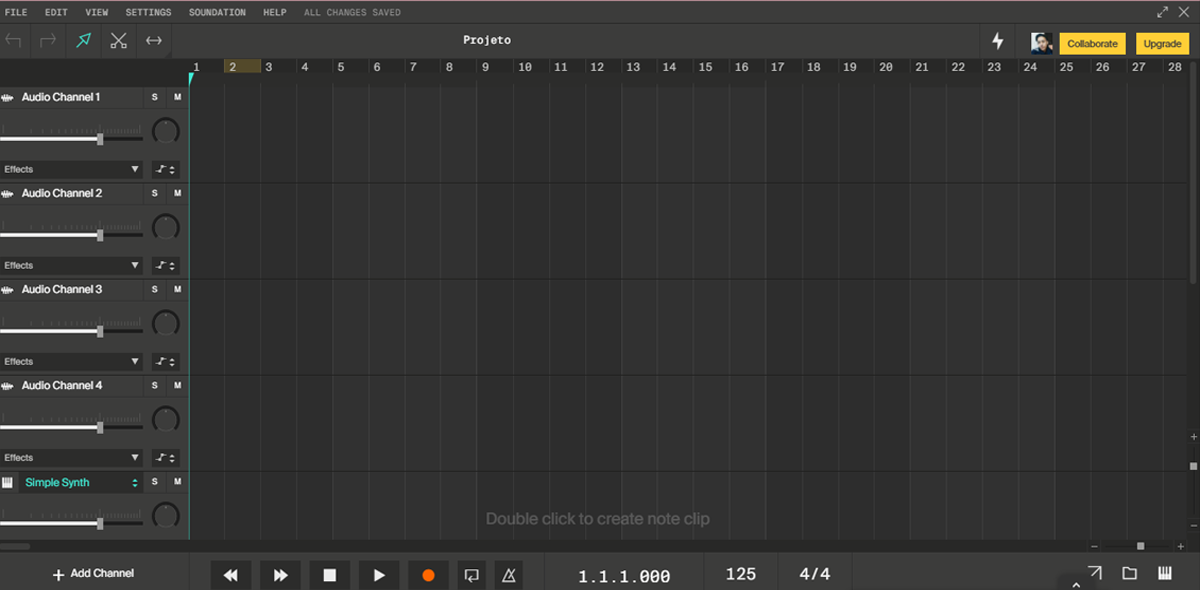 FILE EDIT VIEW SETTINGS SOUNDATION HELP ALL CHANGES SAVED
Projeto
Collaborate Upgrade
1 2 3 4 5 6 7 8 9 10 11 12 13 14 15 16 17 18 19 20 21 22 23 24 25 26 27 28
Audio Channel 1 S M
Effects
Audio Channel 2 S M
Effects
Audio Channel 3 S M
Effects
Audio Channel 4 S M
Effects
Simple Synth S M
Double click to create note clip
+ Add Channel 1.1.1.000 125 4/4